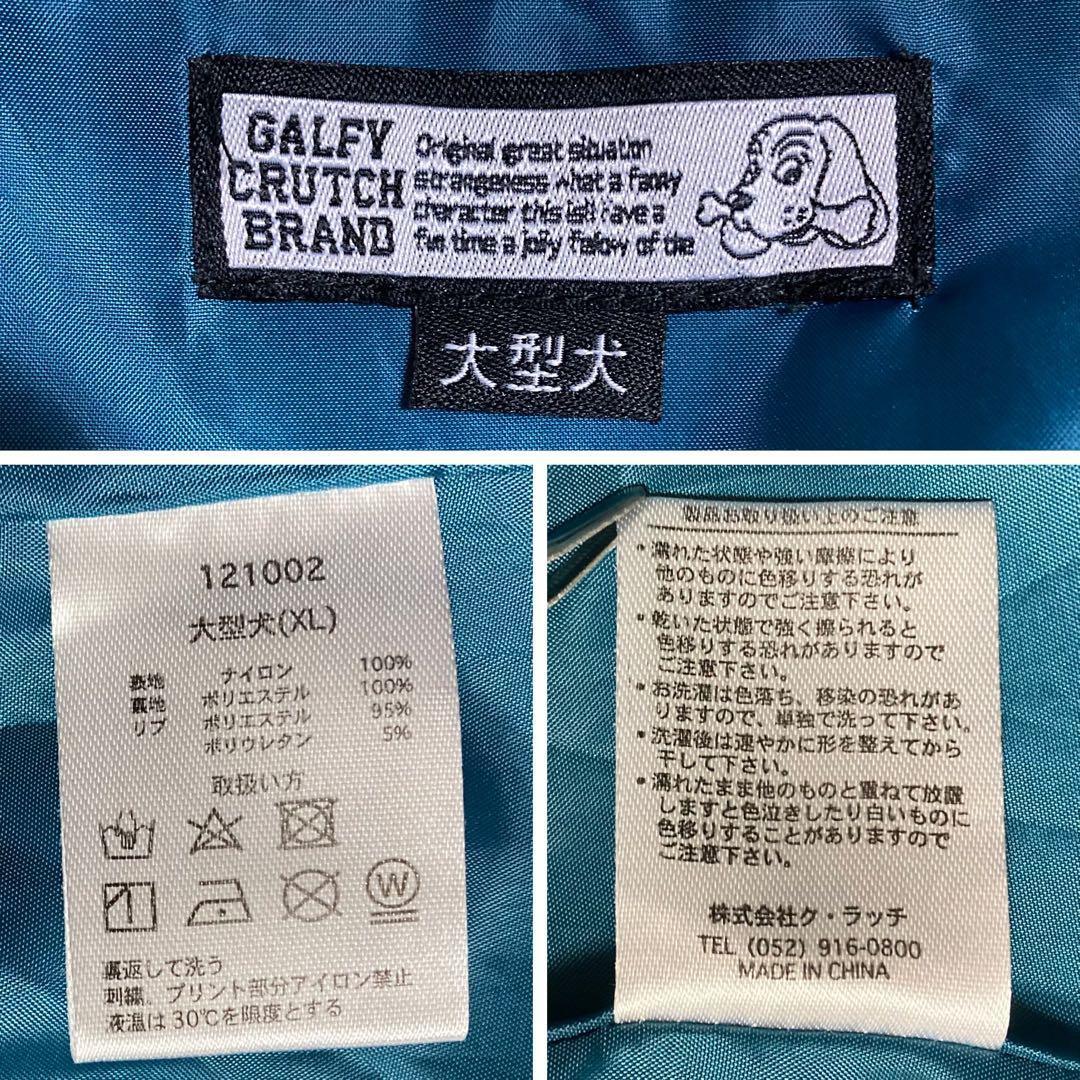 GALFY
CRUTCH
BRAND
Original great situation
strangeness what a fanky
character this isll have a
fun time a jolly fellow of the
大型犬
121002
大型犬(XL)
表地 ナイロン 100%
裏地 ポリエステル 100%
リブ ポリエステル 95%
ポリウレタン 5%
取扱い方
W
裏返して洗う
刺繍、プリント部分アイロン禁止
液温は30℃を限度とする
製品お取り扱い上のご注意
・濡れた状態や強い摩擦により
他のものに色移りする恐れが
ありますのでご注意下さい。
・乾いた状態で強く擦られると
色移りする恐れがありますので
ご注意下さい。
・お洗濯は色落ち、移染の恐れがあ
りますので、単独で洗って下さい。
・洗濯後は速やかに形を整えてから
干して下さい。
・濡れたまま他のものと重ねて放置
しますと色泣きしたり白いものに
色移りすることがありますので
ご注意下さい。
株式会社ク・ラッチ
TEL (052) 916-0800
MADE IN CHINA